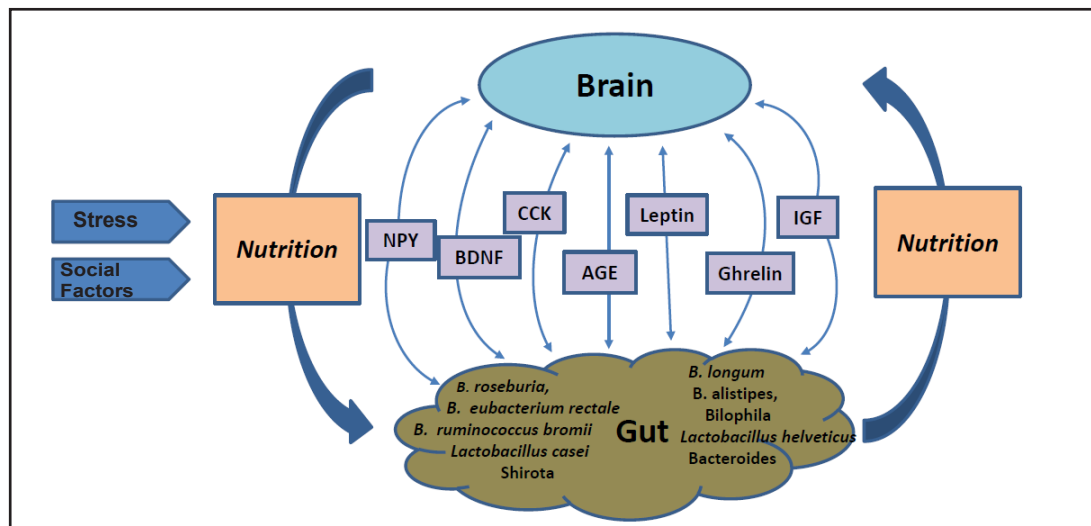 Brain
Stress
Social
Factors
Nutrition
NPY
BDNF
CCK
AGE
Leptin
Ghrelin
IGF
Nutrition
B. roseburia,
B. eubacterium rectale
B. ruminococcus bromii
Lactobacillus casei
Shirota
Gut
B. longum
B. alistipes,
Bilophila
Lactobacillus helveticus
Bacteroides